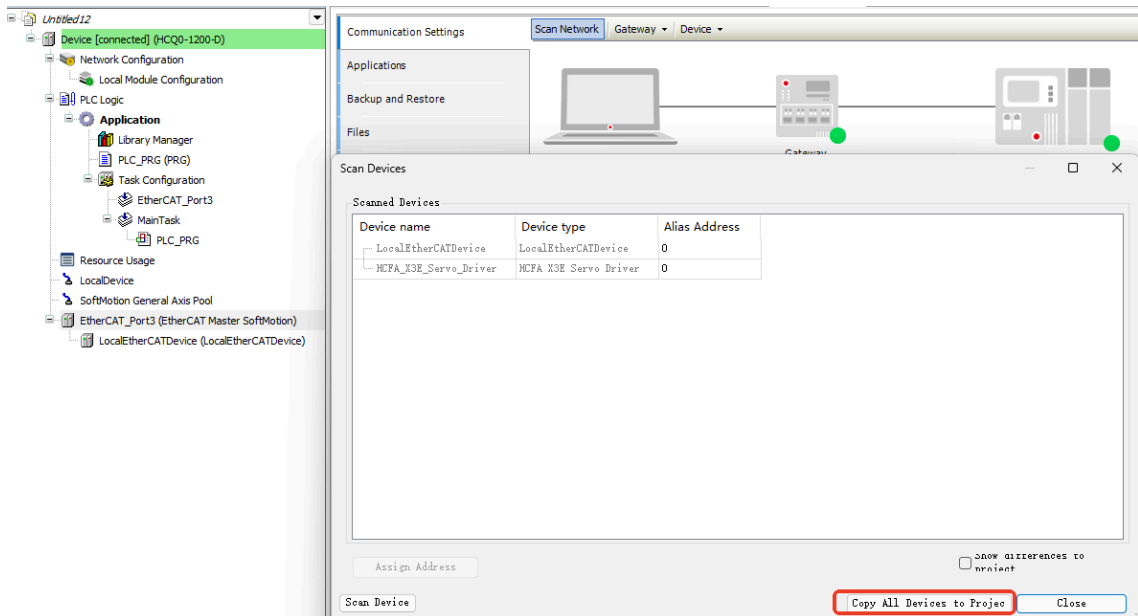 Untitled12
Device [connected] (HCQ0-1200-D)
Network Configuration
Local Module Configuration
PLC Logic
Application
Library Manager
PLC_PRG (PRG)
Task Configuration
EtherCAT_Port3
MainTask
PLC_PRG
Resource Usage
LocalDevice
SoftMotion General Axis Pool
EtherCAT_Port3 (EtherCAT Master SoftMotion)
LocalEtherCATDevice (LocalEtherCATDevice)
Communication Settings
Applications
Backup and Restore
Files
Scan Network Gateway Device
Gateway
Scan Devices
Scanned Devices
Device name Device type Alias Address
LocalEtherCATDevice LocalEtherCATDevice 0
HCFA_X3E_Servo_Driver HCFA X3E Servo Driver 0
Assign Address
Show differences to
project
Scan Device
Copy All Devices to Projec
Close